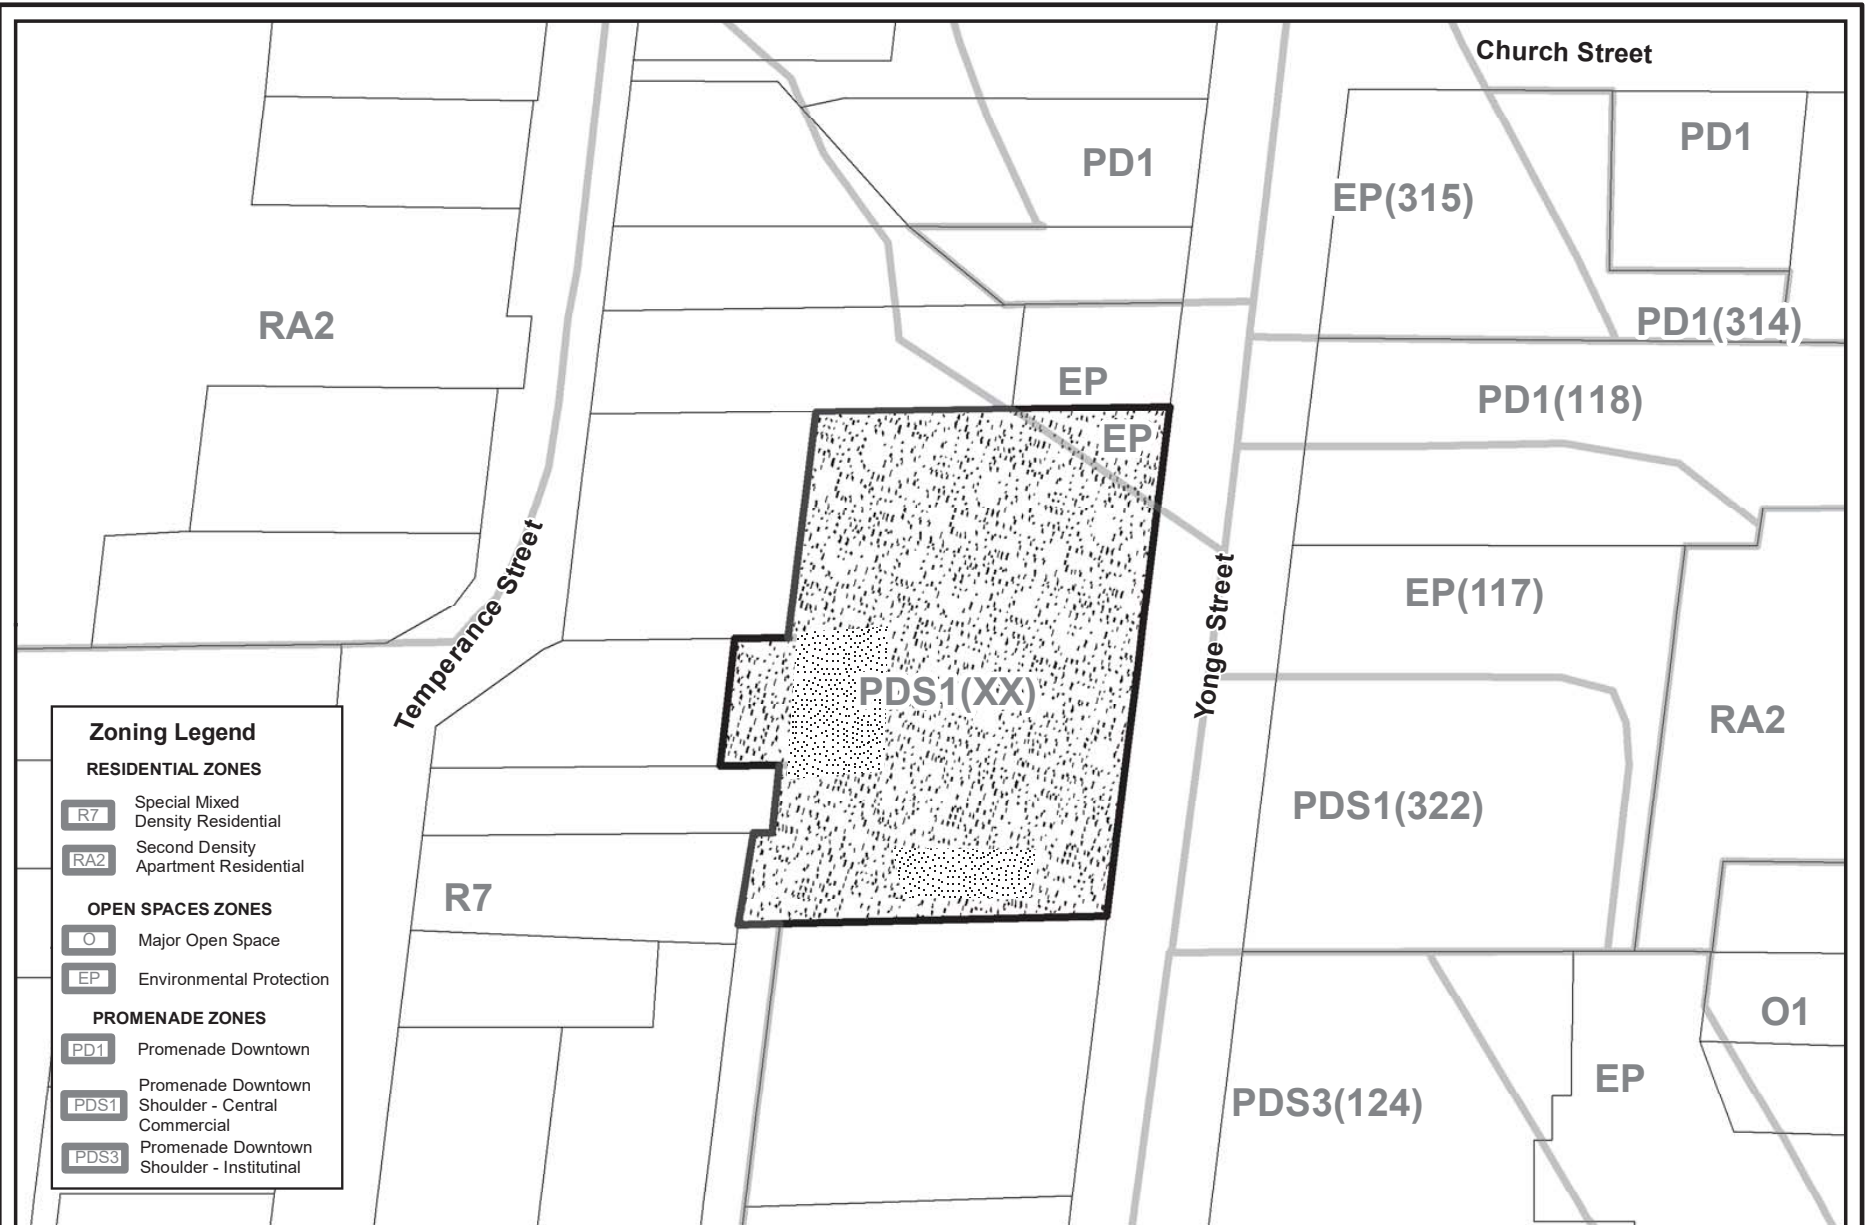 Church Street
PD1
PD1
EP(315)
RA2
PD1(314)
EP
PD1(118)
EP
Temperance Street
Yonge Street
EP(117)
PDS1(XX)
RA2
PDS1(322)
R7
O1
EP
PDS3(124)
Zoning Legend
RESIDENTIAL ZONES
R7
Special Mixed
Density Residential
RA2
Second Density
Apartment Residential
OPEN SPACES ZONES
O
Major Open Space
EP
Environmental Protection
PROMENADE ZONES
PD1
Promenade Downtown
PDS1
Promenade Downtown
Shoulder - Central
Commercial
PDS3
Promenade Downtown
Shoulder - Institutinal